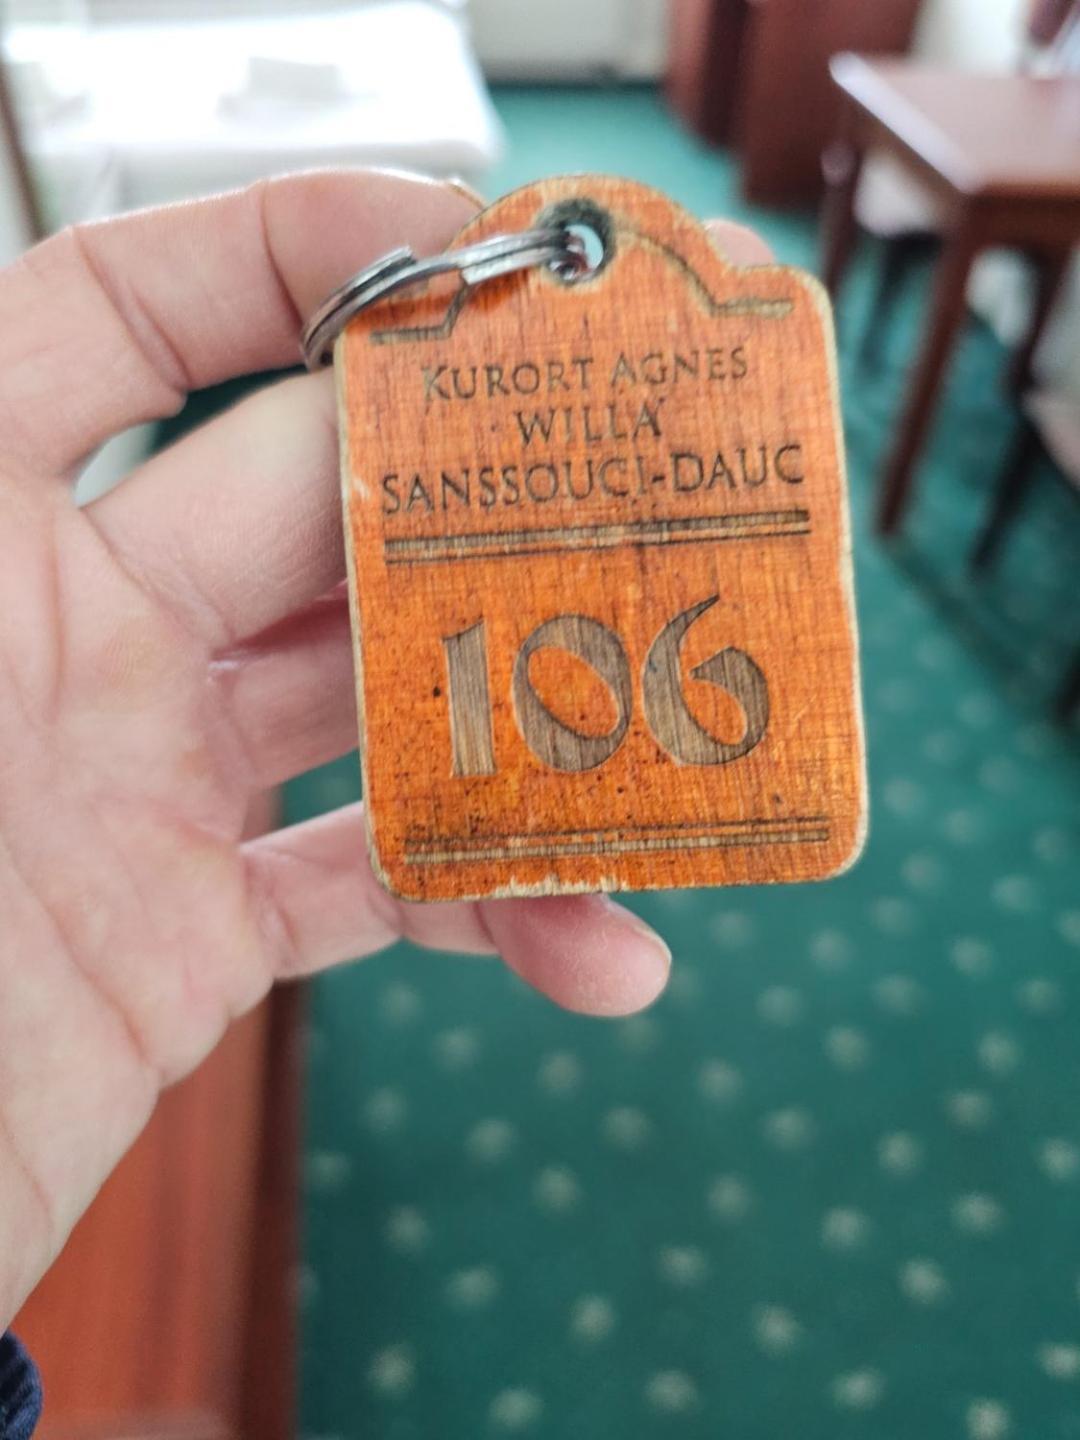 KURORT AGNES
WILLA
SANSSOUCI-DAUC
106